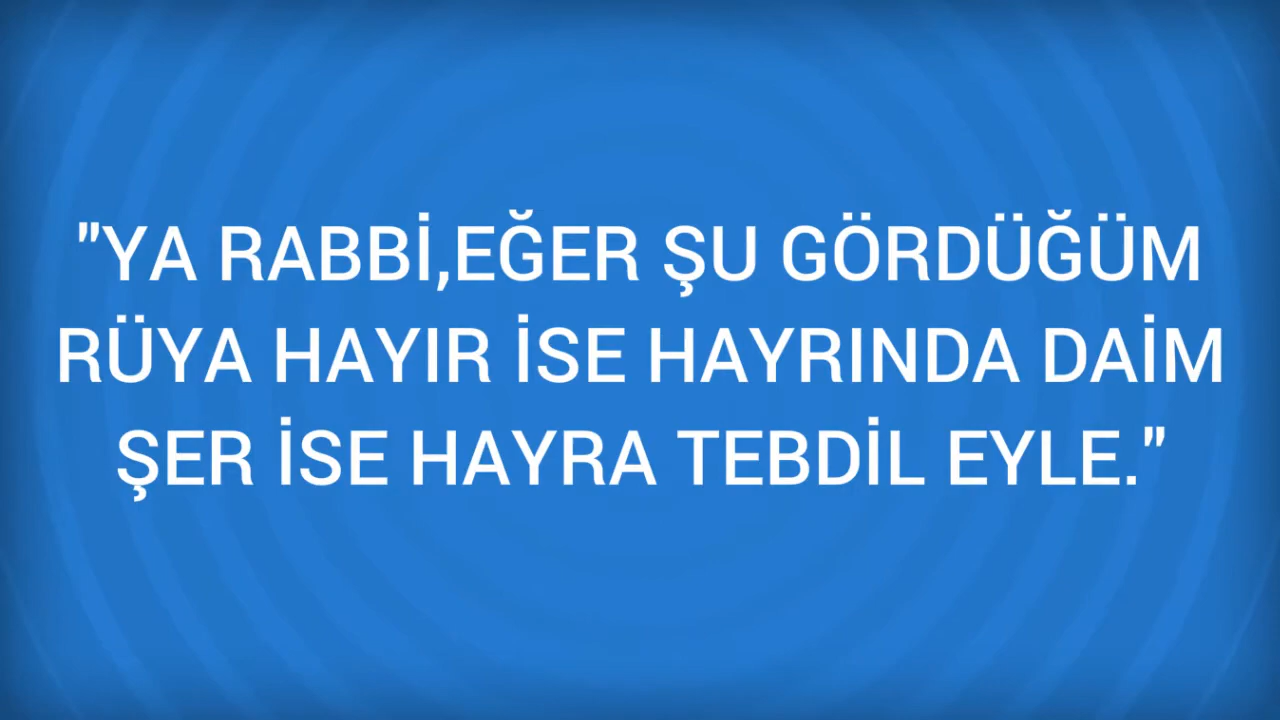 "YA RABBİ,EĞER ŞU GÖRDÜĞÜM
RÜYA HAYIR İSE HAYRINDA DAİM
ŞER İSE HAYRA TEBDİL EYLE."